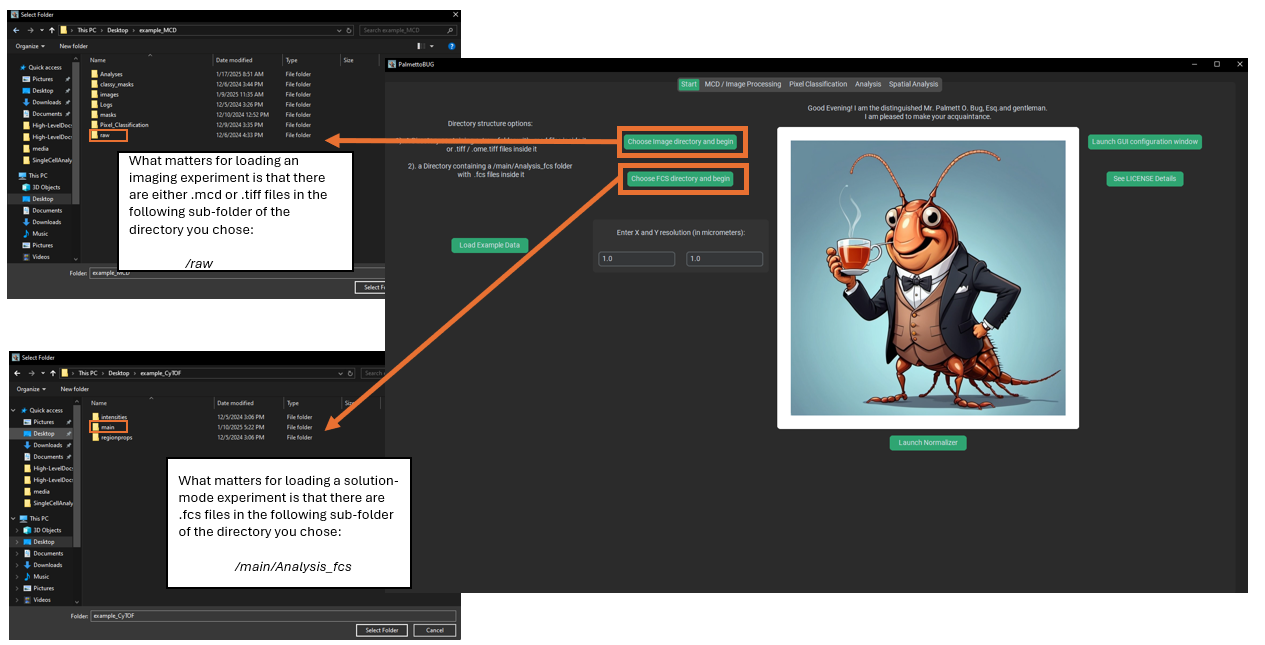 Select Folder
This PC > Desktop > example_MCD
Search example_MCD
Organize
New folder
Name
Date modified
Type
Size
Quick access
Pictures
Desktop
Downloads
Documents
High-LevelDoc
High-LevelDoc
media
SingleCellAnaly
This PC
3D Objects
Desktop
Documents
Downloads
Music
Pictures
Videos
Analyses 1/17/2025 8:51 AM File folder
classy_masks 12/6/2024 3:44 PM File folder
images 1/9/2025 11:35 AM File folder
Logs 12/5/2024 3:26 PM File folder
masks 12/10/2024 12:52 PM File folder
Pixel_Classification 12/9/2024 3:35 PM File folder
raw 12/6/2024 4:33 PM File folder
What matters for loading an
imaging experiment is that
there are either .mcd or .tiff files in the
following sub-folder of the
directory you chose:
/raw
Folder: example_MCD
Select F
PalmettoBUG
Start
MCD / Image Processing
Pixel Classification
Analysis
Spatial Analysis
Good Evening! I am the distinguished Mr. Palmett O. Bug, Esq. and gentleman.
I am pleased to make your acquaintance.
Directory structure options:
or .tiff / .ome.tiff files inside it
2). a Directory containing a /main/Analysis_fcs folder
with .fcs files inside it
Choose Image directory and begin
Choose FCS directory and begin
Load Example Data
Enter X and Y resolution (in micrometers):
1.0
1.0
Launch GUI configuration window
See LICENSE Details
Launch Normalizer
Select Folder
This PC > Desktop > example_CyTOF
Search
Organize
New folder
Name
Date modified
Type
Quick access
Pictures
Desktop
Downloads
Documents
High-LevelDoc
High-LevelDoc
media
SingleCellAnaly
This PC
3D Objects
Desktop
Documents
Downloads
Music
Pictures
Videos
intensities 12/5/2024 3:06 PM File folder
main 1/10/2025 5:22 PM File folder
regionprops 12/5/2024 3:06 PM File folder
What matters for loading a solution-
mode experiment is that there are
.fcs files in the following sub-folder
of the directory you chose:
/main/Analysis_fcs
Folder: example_CyTOF
Select Folder
Cancel